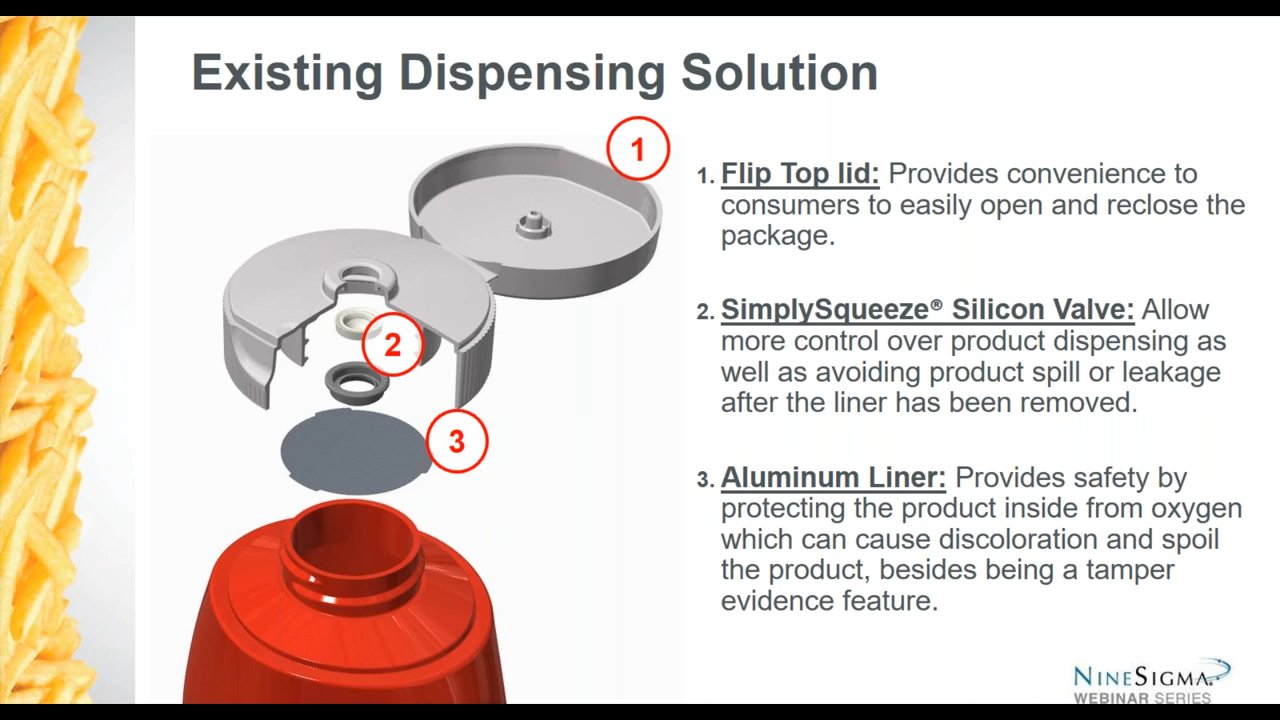 Existing Dispensing Solution
1
2
3
1. Flip Top lid: Provides convenience to
consumers to easily open and reclose the
package.
2. SimplySqueeze® Silicon Valve: Allow
more control over product dispensing as
well as avoiding product spill or leakage
after the liner has been removed.
3. Aluminum Liner: Provides safety by
protecting the product inside from oxygen
which can cause discoloration and spoil
the product, besides being a tamper
evidence feature.
NINESIGMA
WEBINAR SERIES